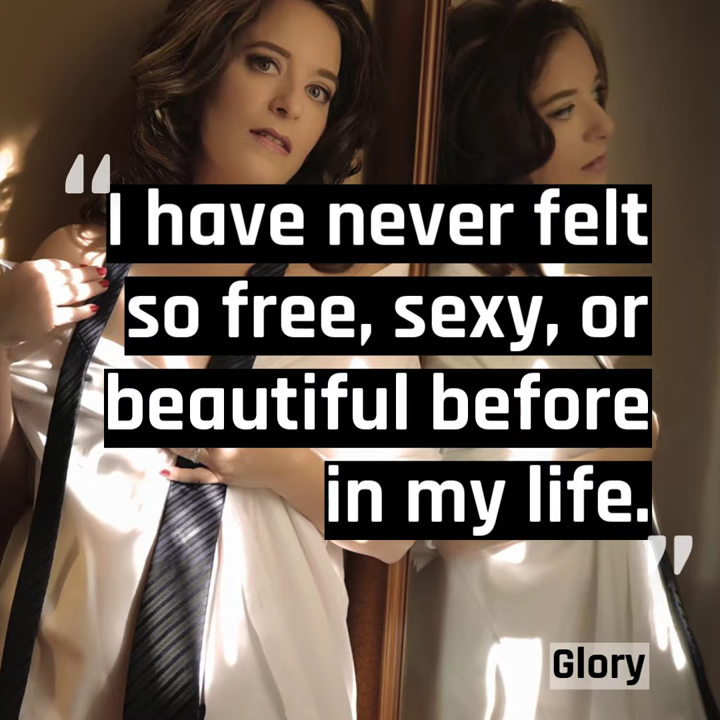 “I have never felt
so free, sexy, or
beautiful before
in my life.”
Glory